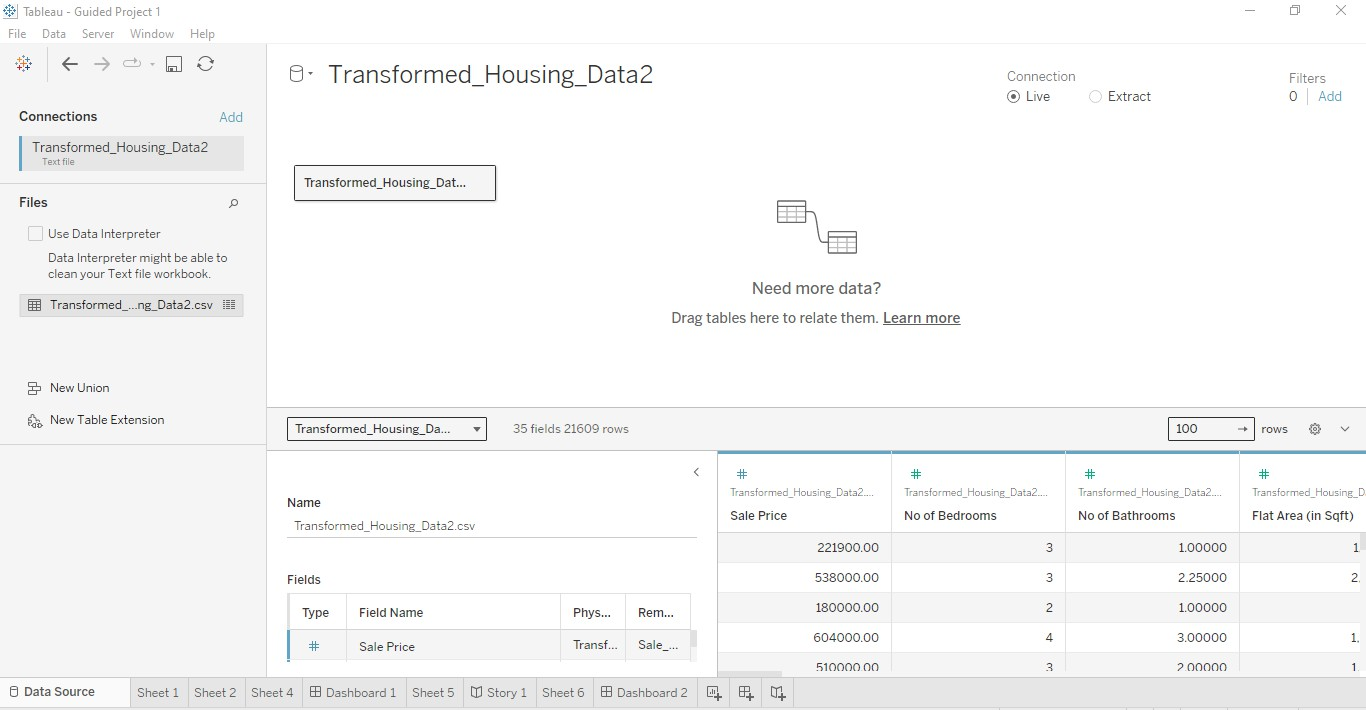 Tableau - Guided Project 1
File Data Server Window Help
Connections Add
Transformed_Housing_Data2
Text file
Files
Use Data Interpreter
Data Interpreter might be able to
clean your Text file workbook.
Transformed_...ng_Data2.csv
New Union
New Table Extension
Transformed_Housing_Data2
Connection
Live Extract
Filters
0 Add
Transformed_Housing_Dat...
Need more data?
Drag tables here to relate them. Learn more
Transformed_Housing_Da... 35 fields 21609 rows 100 rows
Name
Transformed_Housing_Data2.csv
Fields
Type Field Name Phys... Rem...
# Sale Price Transf... Sale_...
# # # #
Transformed_Housing_Data2.... Transformed_Housing_Data2.... Transformed_Housing_Data2.... Transformed_Housing_D
Sale Price No of Bedrooms No of Bathrooms Flat Area (in Sqft)
221900.00 3 1.00000 1
538000.00 3 2.25000 2.
180000.00 2 1.00000
604000.00 4 3.00000 1,
510000.00 3 2.00000 1.
Data Source Sheet 1 Sheet 2 Sheet 4 Dashboard 1 Sheet 5 Story 1 Sheet 6 Dashboard 2